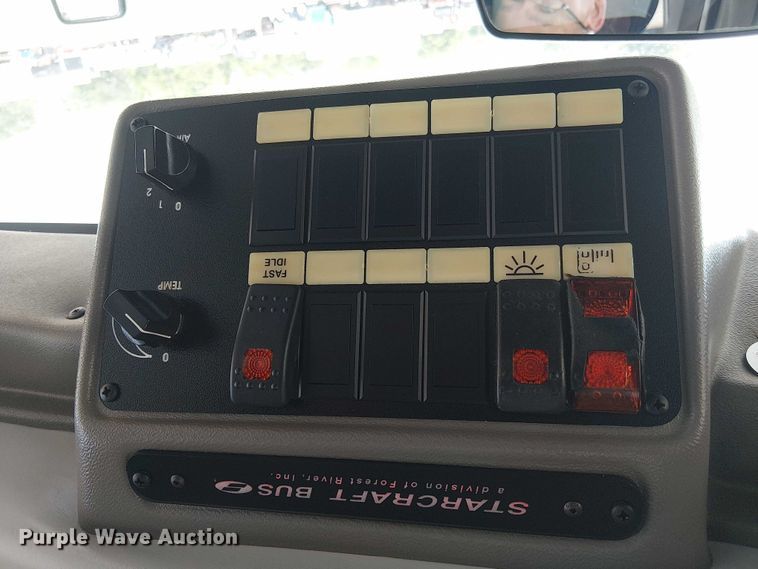 STARCRAFT BUS
a division of Forest River, Inc.
FAST
IDLE
TEMP
0
AIR
0 1 2
Purple Wave Auction